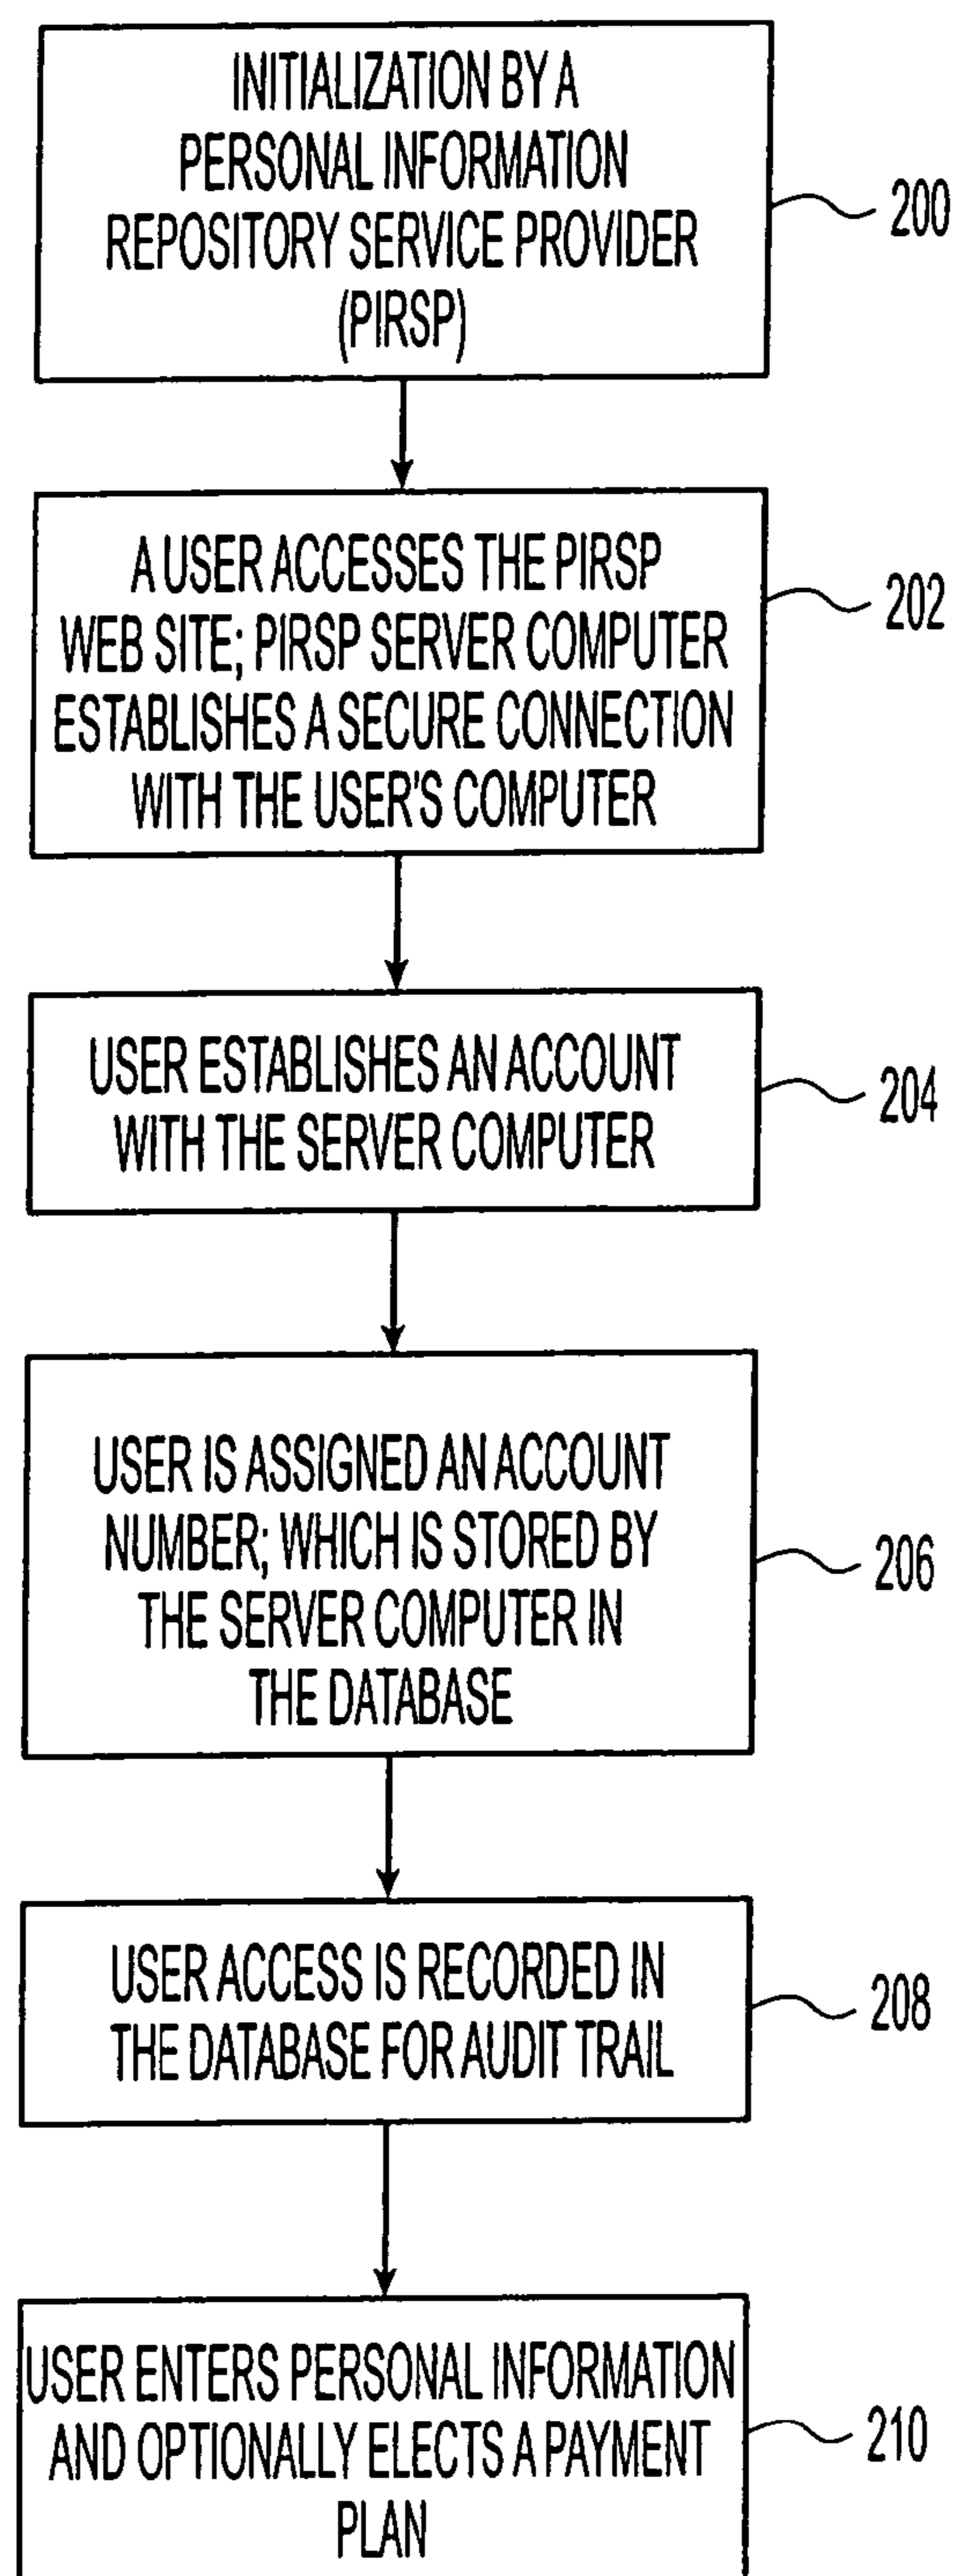 INITIALIZATION BY A
PERSONAL INFORMATION
REPOSITORY SERVICE PROVIDER
(PIRSP)
200
A USER ACCESSES THE PIRSP
WEB SITE; PIRSP SERVER COMPUTER
ESTABLISHES A SECURE CONNECTION
WITH THE USER'S COMPUTER
202
USER ESTABLISHES AN ACCOUNT
WITH THE SERVER COMPUTER
204
USER IS ASSIGNED AN ACCOUNT
NUMBER; WHICH IS STORED BY
THE SERVER COMPUTER IN
THE DATABASE
206
USER ACCESS IS RECORDED IN
THE DATABASE FOR AUDIT TRAIL
208
USER ENTERS PERSONAL INFORMATION
AND OPTIONALLY ELECTS A PAYMENT
PLAN
210